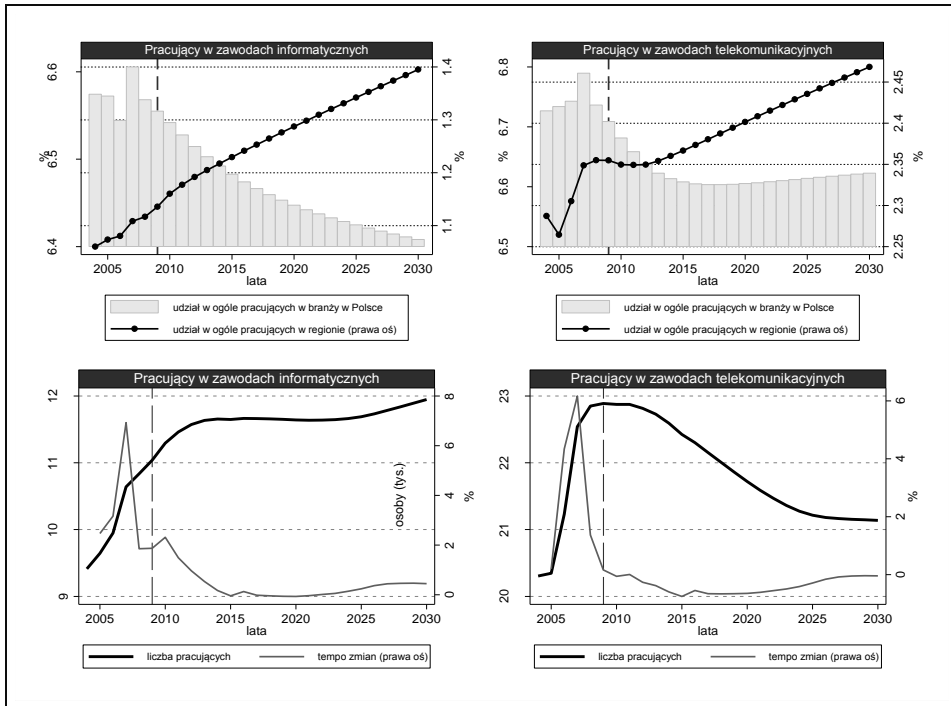 Pracujący w zawodach informatycznych
6.6
6.5
6.4
%
1.4
1.3
1.2
1.1
%
2005 2010 2015 2020 2025 2030
lata
udział w ogóle pracujących w branży w Polsce
udział w ogóle pracujących w regionie (prawa oś)
Pracujący w zawodach telekomunikacyjnych
6.8
6.7
6.6
6.5
%
2.45
2.4
2.35
2.3
2.25
%
2005 2010 2015 2020 2025 2030
lata
udział w ogóle pracujących w branży w Polsce
udział w ogóle pracujących w regionie (prawa oś)
Pracujący w zawodach informatycznych
12
11
10
9
8
6
4
2
0
%
2005 2010 2015 2020 2025 2030
lata
liczba pracujących
tempo zmian (prawa oś)
Pracujący w zawodach telekomunikacyjnych
osoby (tys.)
23
22
21
20
6
4
2
0
%
2005 2010 2015 2020 2025 2030
lata
liczba pracujących
tempo zmian (prawa oś)